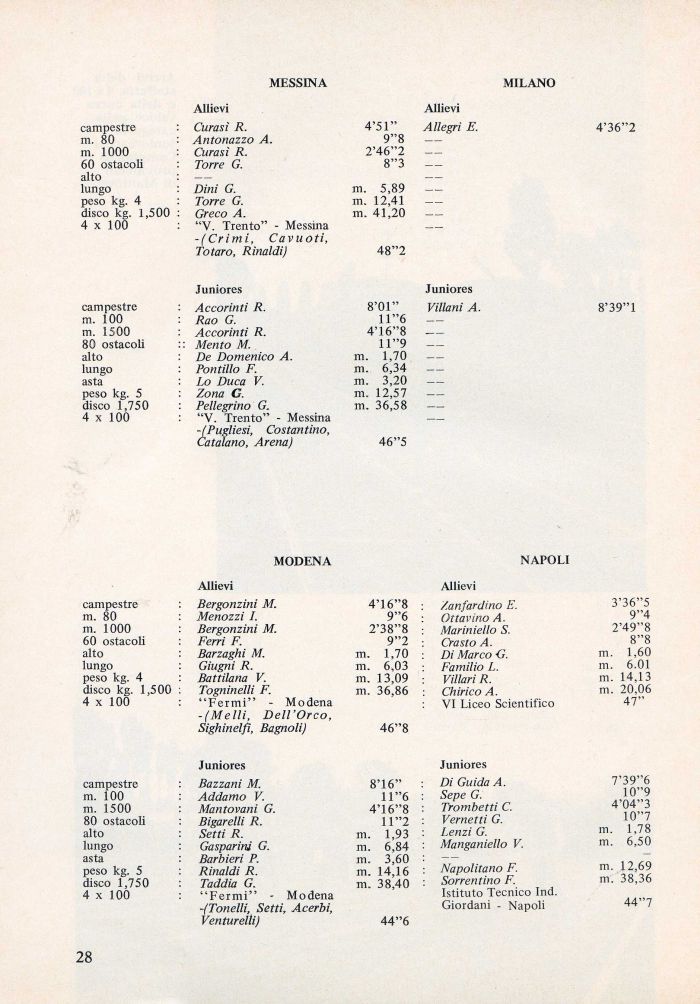 MESSINA MILANO
Allievi Allievi
campestre : Curasì R. 4'51" Allegri E. 4'36"2
m. 80 : Antonazzo A. 9"8 --
m. 1000 : Curasì R. 2'46"2 --
60 ostacoli : Torre G. 8"3 --
alto : -- --
lungo : Dini G. m. 5,89 --
peso kg. 4 : Torre G. m. 12,41 --
disco kg. 1,500 : Greco A. m. 41,20 --
4 x 100 : "V. Trento" - Messina --
-(Crimi, Cavuoti,
Totaro, Rinaldi) 48"2
Juniores Juniores
campestre : Accorinti R. 8'01" Villani A. 8'39"1
m. 100 : Rao G. 11"6 --
m. 1500 : Accorinti R. 4'16"8 --
80 ostacoli :: Mento M. 11"9 --
alto : De Domenico A. m. 1,70 --
lungo : Pontillo F. m. 6,34 --
asta : Lo Duca V. m. 3,20 --
peso kg. 5 : Zona G. m. 12,57 --
disco 1,750 : Pellegrino G. m. 36,58 --
4 x 100 : "V. Trento" - Messina --
-(Pugliesi, Costantino,
Catalano, Arena) 46"5
MODENA NAPOLI
Allievi Allievi
campestre : Bergonzini M. 4'16"8 : Zanfardino E. 3'36"5
m. 80 : Menozzi I. 9"6 : Ottavino A. 9"4
m. 1000 : Bergonzini M. 2'38"8 : Mariniello S. 2'49"8
60 ostacoli : Ferri F. 9"2 : Crasto A. 8"8
alto : Barzaghi M. m. 1,70 : Di Marco G. m. 1,60
lungo : Giugni R. m. 6,03 : Familio L. m. 6.01
peso kg. 4 : Battilana V. m. 13,09 : Villari R. m. 14,13
disco kg. 1,500 : Togninelli F. m. 36,86 : Chirico A. m. 20,06
4 x 100 : "Fermi" - Modena : VI Liceo Scientifico 47"
-(Melli, Dell'Orco,
Sighinelfi, Bagnoli) 46"8
Juniores Juniores
campestre : Bazzani M. 8'16" : Di Guida A. 7'39"6
m. 100 : Addamo V. 11"6 : Sepe G. 10"9
m. 1500 : Mantovani G. 4'16"8 : Trombetti C. 4'04"3
80 ostacoli : Bigarelli R. 11"2 : Vernetti G. 10"7
alto : Setti R. m. 1,93 : Lenzi G. m. 1,78
lungo : Gasparini G. m. 6,84 : Manganiello V. m. 6,50
asta : Barbieri P. m. 3,60 : -- –
peso kg. 5 : Rinaldi R. m. 14,16 : Napolitano F. m. 12,69
disco 1,750 : Taddia G. m. 38,40 : Sorrentino F. m. 38,36
4 x 100 : "Fermi" - Modena Istituto Tecnico Ind.
-(Tonelli, Setti, Acerbi, Giordani - Napoli 44"7
Venturelli) 44"6
28